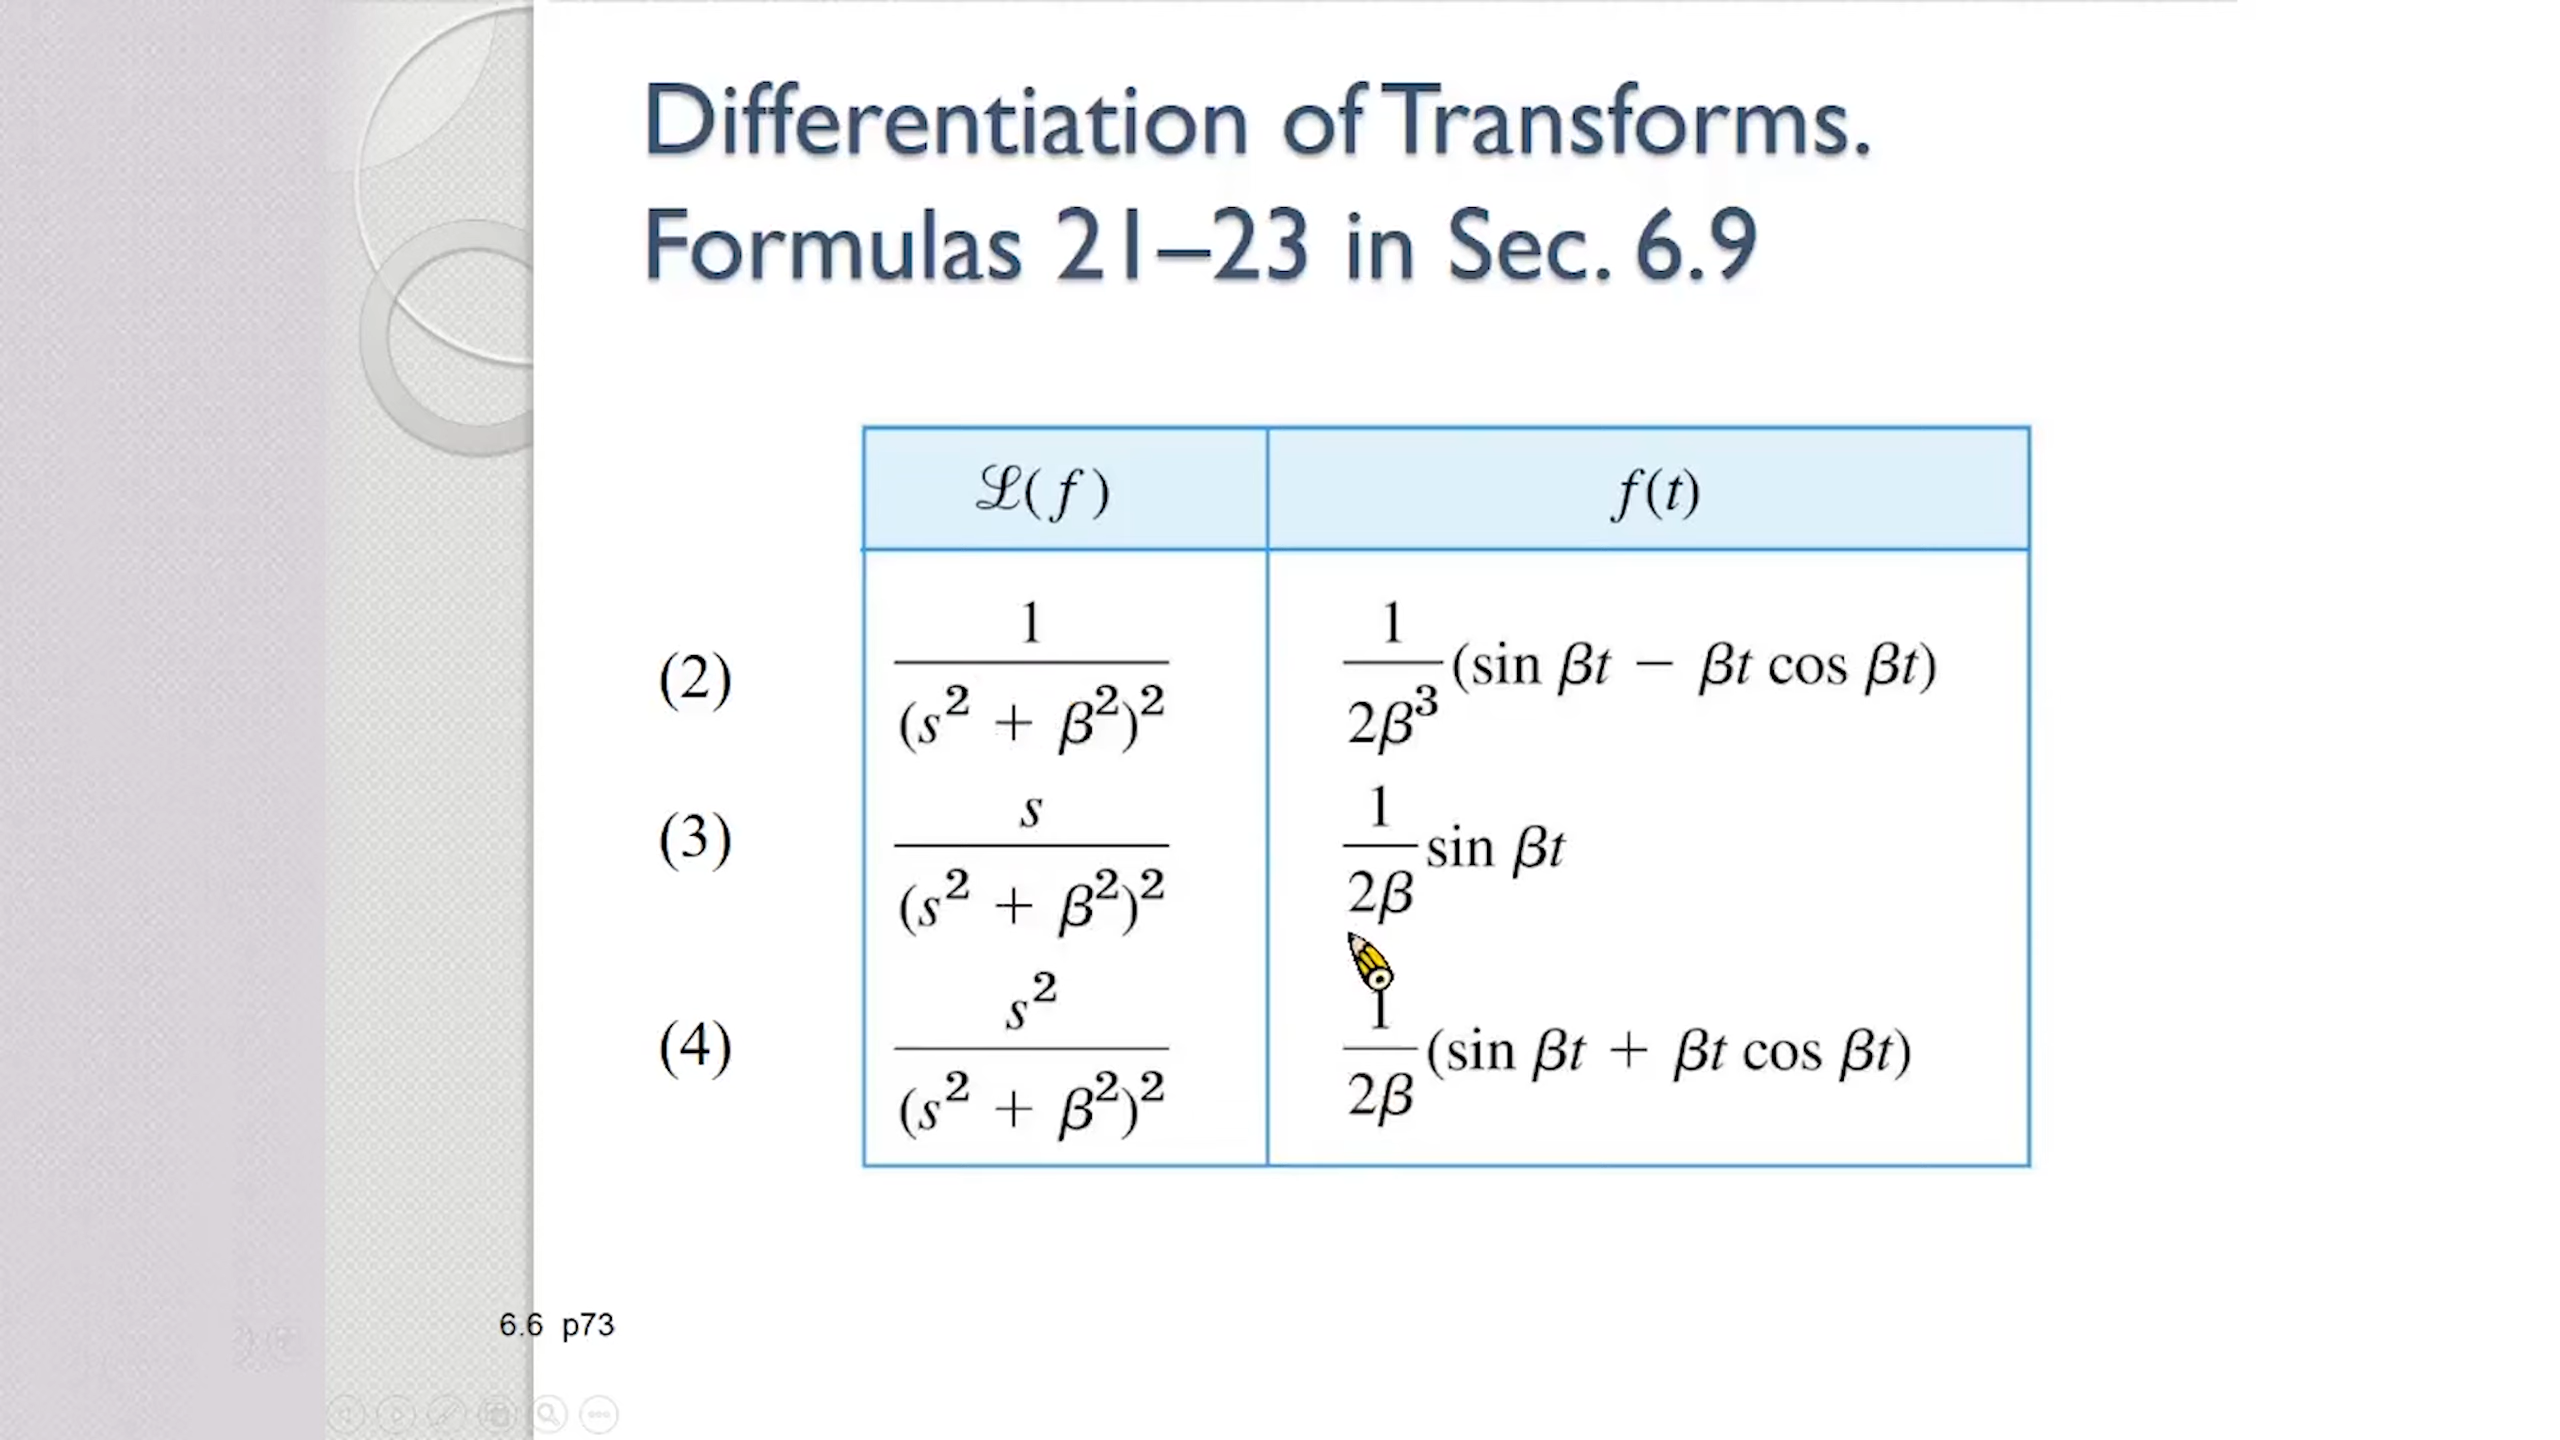 Differentiation of Transforms.
Formulas 21–23 in Sec. 6.9
ℒ(f) f(t)
(2) 1/(s² + β²)² 1/2β³ (sin βt − βt cos βt)
(3) s/(s² + β²)² 1/2β sin βt
(4) s²/(s² + β²)² 1/2β (sin βt + βt cos βt)
6.6 p73